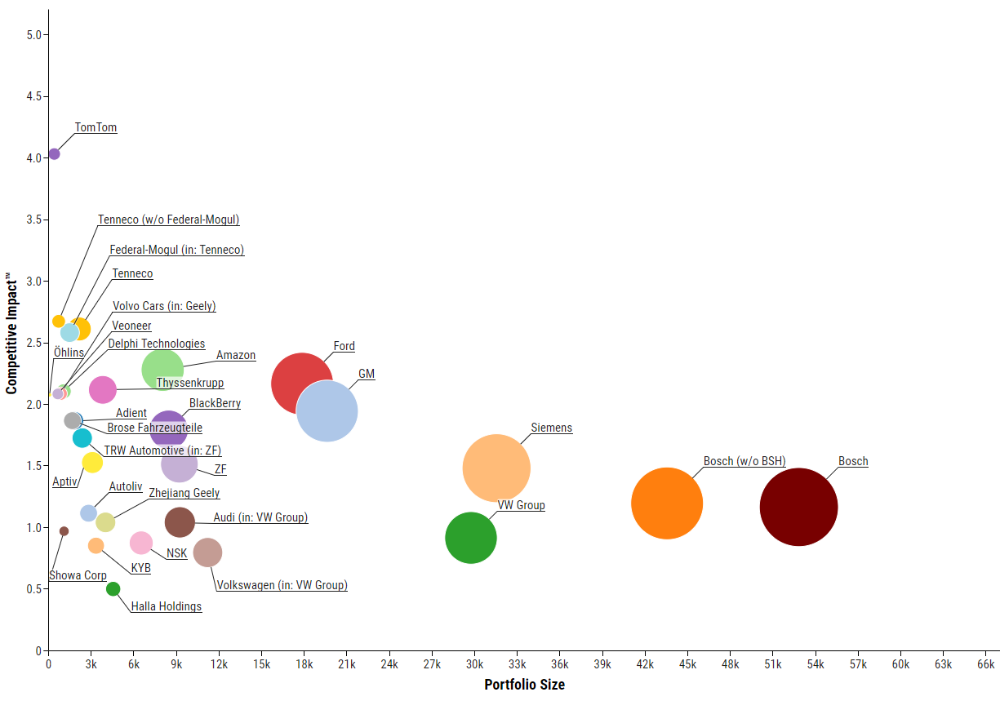 5.0
4.5
TomTom
4.0
3.5
Tenneco (w/o Federal-Mogul)
Federal-Mogul (in: Tenneco)
Tenneco
3.0
Volvo Cars (in: Geely)
Veoneer
2.5
Delphi Technologies
Öhlins
Amazon
Ford
GM
Thyssenkrupp
2.0
BlackBerry
Adient
Brose Fahrzeugteile
Siemens
TRW Automotive (in: ZF)
1.5
ZF
Bosch (w/o BSH)
Bosch
Aptiv
Autoliv
Zhejiang Geely
VW Group
Audi (in: VW Group)
1.0
NSK
KYB
Showa Corp
Volkswagen (in: VW Group)
0.5
Halla Holdings
0
Competitive Impact™
0 3k 6k 9k 12k 15k 18k 21k 24k 27k 30k 33k 36k 39k 42k 45k 48k 51k 54k 57k 60k 63k 66k
Portfolio Size